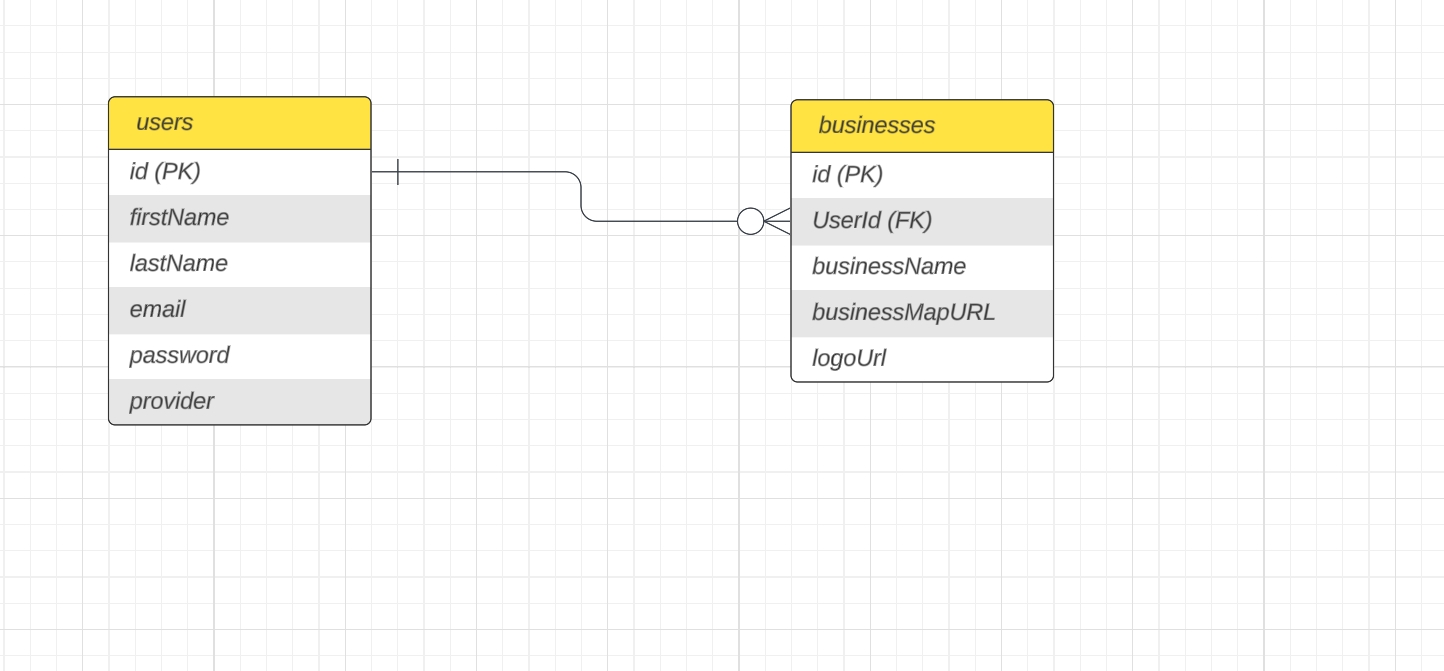 users
id (PK)
firstName
lastName
email
password
provider
businesses
id (PK)
UserId (FK)
businessName
businessMapURL
logoUrl